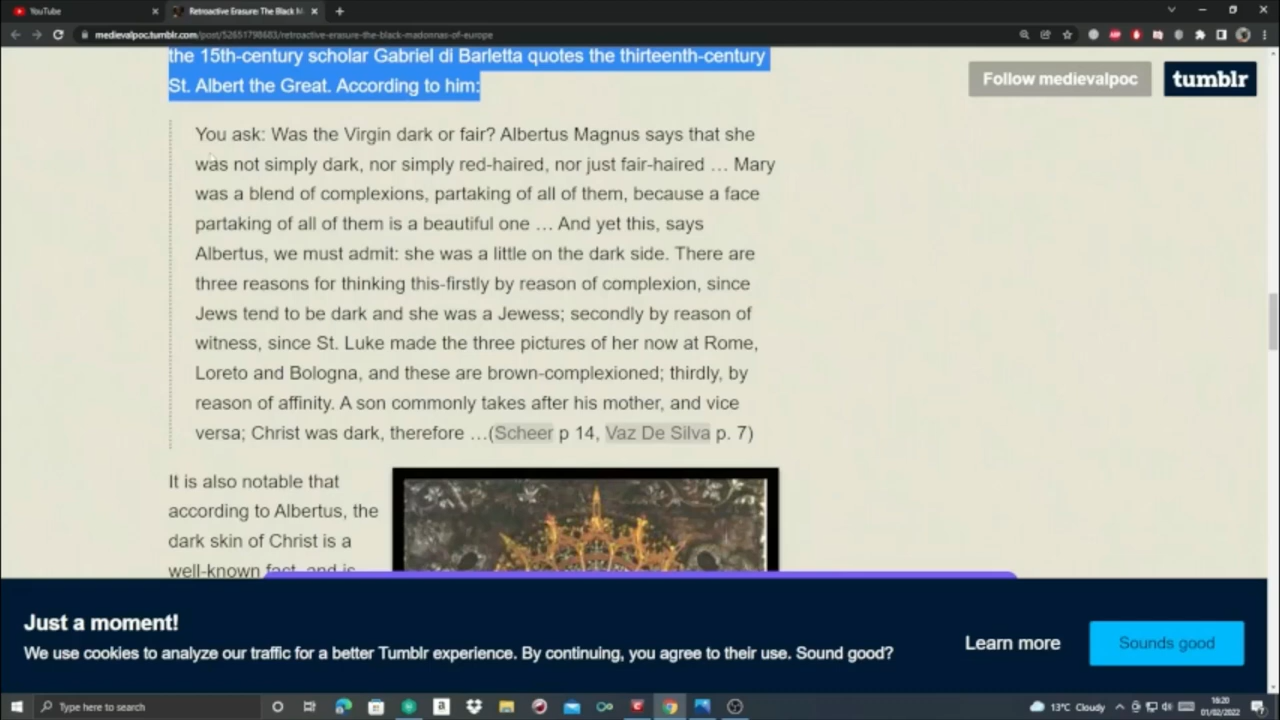 YouTube
Retroactive Erasure: The Black M
medievalpoc.tumblr.com/post/52651798683/retroactive-erasure-the-black-madonnas-of-europe
the 15th-century scholar Gabriel di Barletta quotes the thirteenth-century
St. Albert the Great. According to him:
Follow medievalpoc
tumblr
You ask: Was the Virgin dark or fair? Albertus Magnus says that she
was not simply dark, nor simply red-haired, nor just fair-haired … Mary
was a blend of complexions, partaking of all of them, because a face
partaking of all of them is a beautiful one … And yet this, says
Albertus, we must admit: she was a little on the dark side. There are
three reasons for thinking this-firstly by reason of complexion, since
Jews tend to be dark and she was a Jewess; secondly by reason of
witness, since St. Luke made the three pictures of her now at Rome,
Loreto and Bologna, and these are brown-complexioned; thirdly, by
reason of affinity. A son commonly takes after his mother, and vice
versa; Christ was dark, therefore …(Scheer p 14, Vaz De Silva p. 7)
It is also notable that
according to Albertus, the
dark skin of Christ is a
well-known fact, and is
Just a moment!
We use cookies to analyze our traffic for a better Tumblr experience. By continuing, you agree to their use. Sound good?
Learn more
Sounds good
Type here to search
13°C Cloudy
16:20
01/02/2022